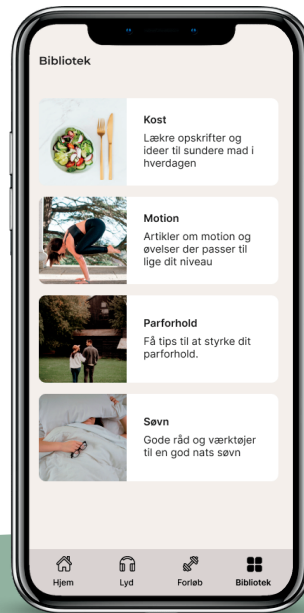 Bibliotek
Kost
Lækre opskrifter og
ideer til sundere mad i
hverdagen
Motion
Artikler om motion og
øvelser der passer til
lige dit niveau
Parforhold
Få tips til at styrke dit
parforhold.
Søvn
Gode råd og værktøjer
til en god nats søvn
Hjem
Lyd
Forløb
Bibliotek